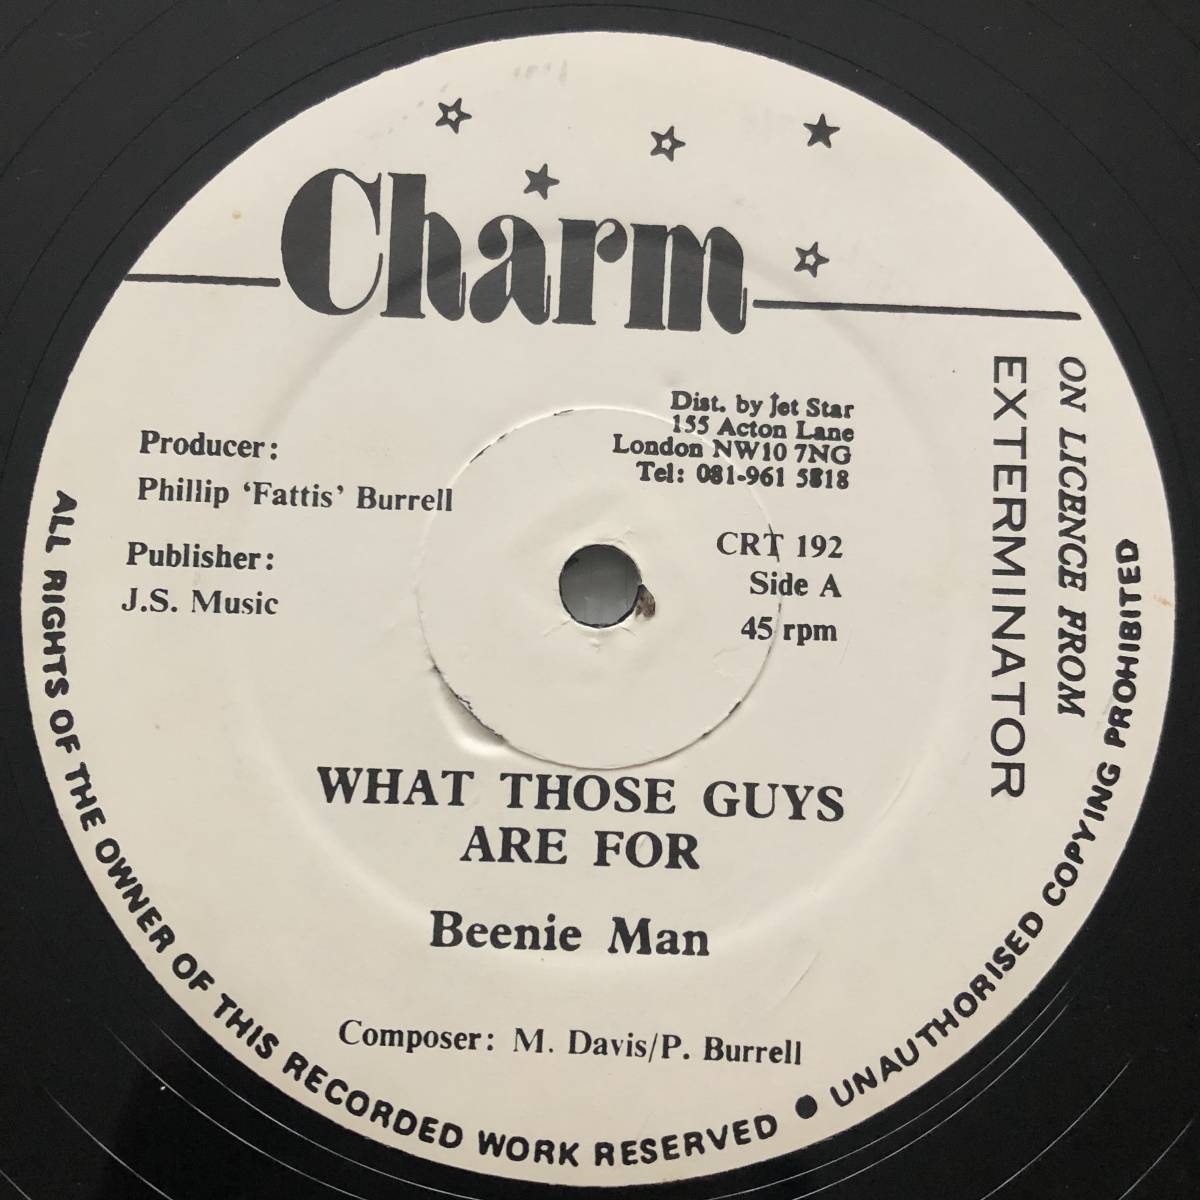 Charm
ON LICENCE FROM
EXTERMINATOR
Dist. by Jet Star
155 Acton Lane
London NW10 7NG
Tel: 081-961 5818
Producer:
Phillip 'Fattis' Burrell
Publisher:
J.S. Music
CRT 192
Side A
45 rpm
WHAT THOSE GUYS
ARE FOR
Beenie Man
Composer: M. Davis/P. Burrell
ALL RIGHTS OF THE OWNER OF THIS RECORDED WORK RESERVED ● UNAUTHORISED COPYING PROHIBITED